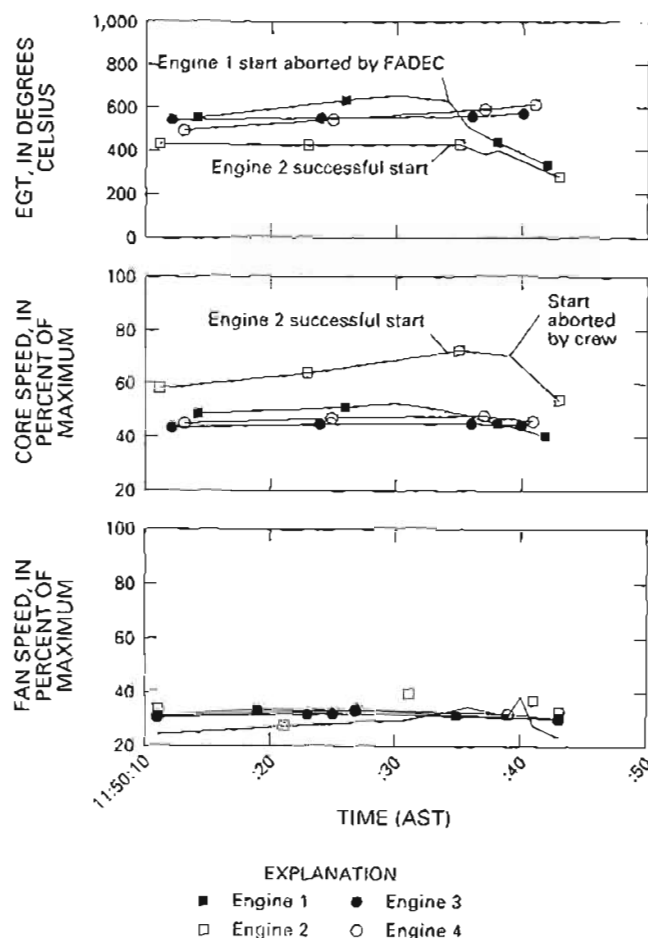 EGT, IN DEGREES
CELSIUS
1,000
800
600
400
200
0
Engine 1 start aborted by FADEC
Engine 2 successful start
CORE SPEED, IN
PERCENT OF
MAXIMUM
100
80
60
40
20
Engine 2 successful start
Start
aborted
by crew
FAN SPEED, IN
PERCENT OF
MAXIMUM
100
80
60
40
20
11:50:10
:20
:30
:40
:50
TIME (AST)
EXPLANATION
Engine 1
Engine 3
Engine 2
Engine 4